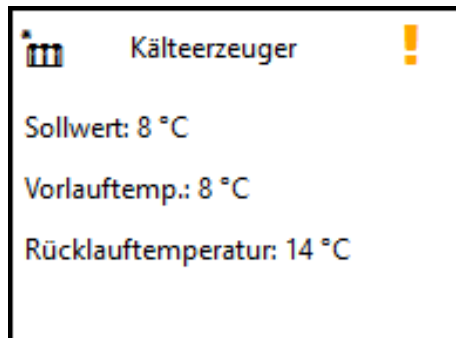 Kälteerzeuger !
Sollwert: 8 °C
Vorlauftemp.: 8 °C
Rücklauftemperatur: 14 °C